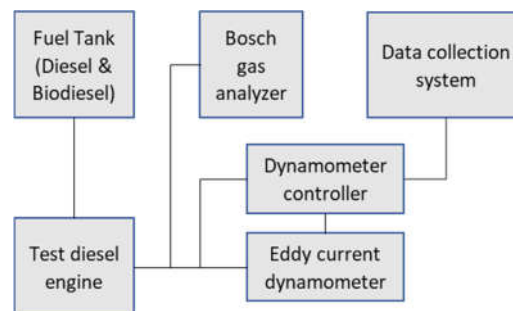 Fuel Tank
(Diesel &
Biodiesel)
Bosch
gas
analyzer
Data collection
system
Dynamometer
controller
Test diesel
engine
Eddy current
dynamometer